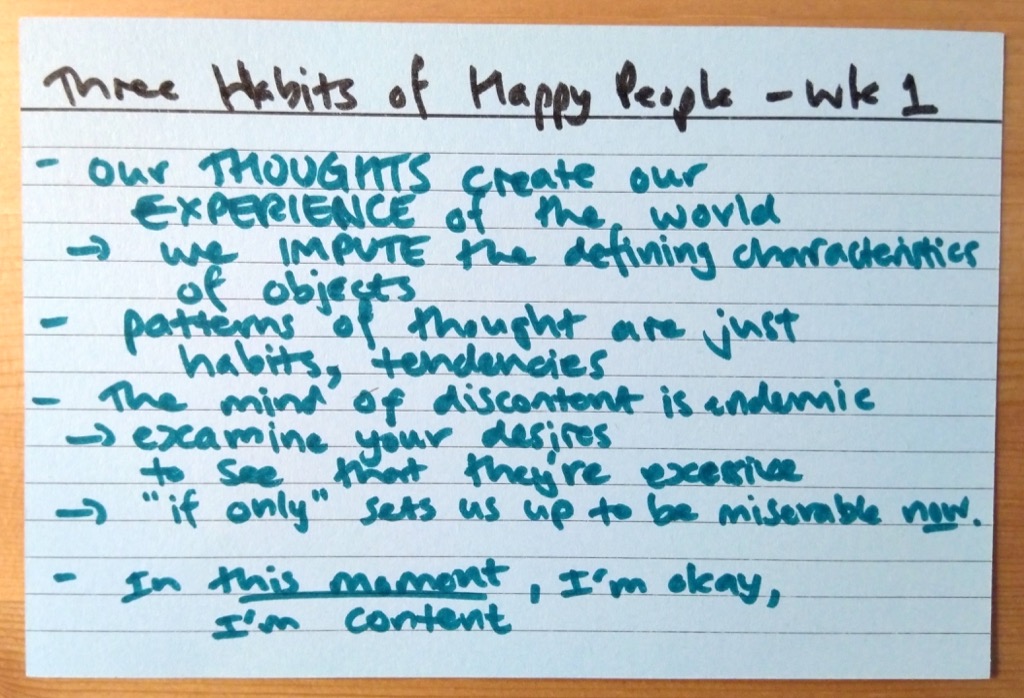 Three Habits of Happy People - wk 1
- our THOUGHTS create our
EXPERIENCE of the world
→ we IMPUTE the defining characteristics
of objects
- patterns of thought are just
habits, tendencies
- The mind of discontent is endemic
→ examine your desires
to see that they're excessive
→ "if only" sets us up to be miserable now.
- In this moment, I'm okay,
I'm content